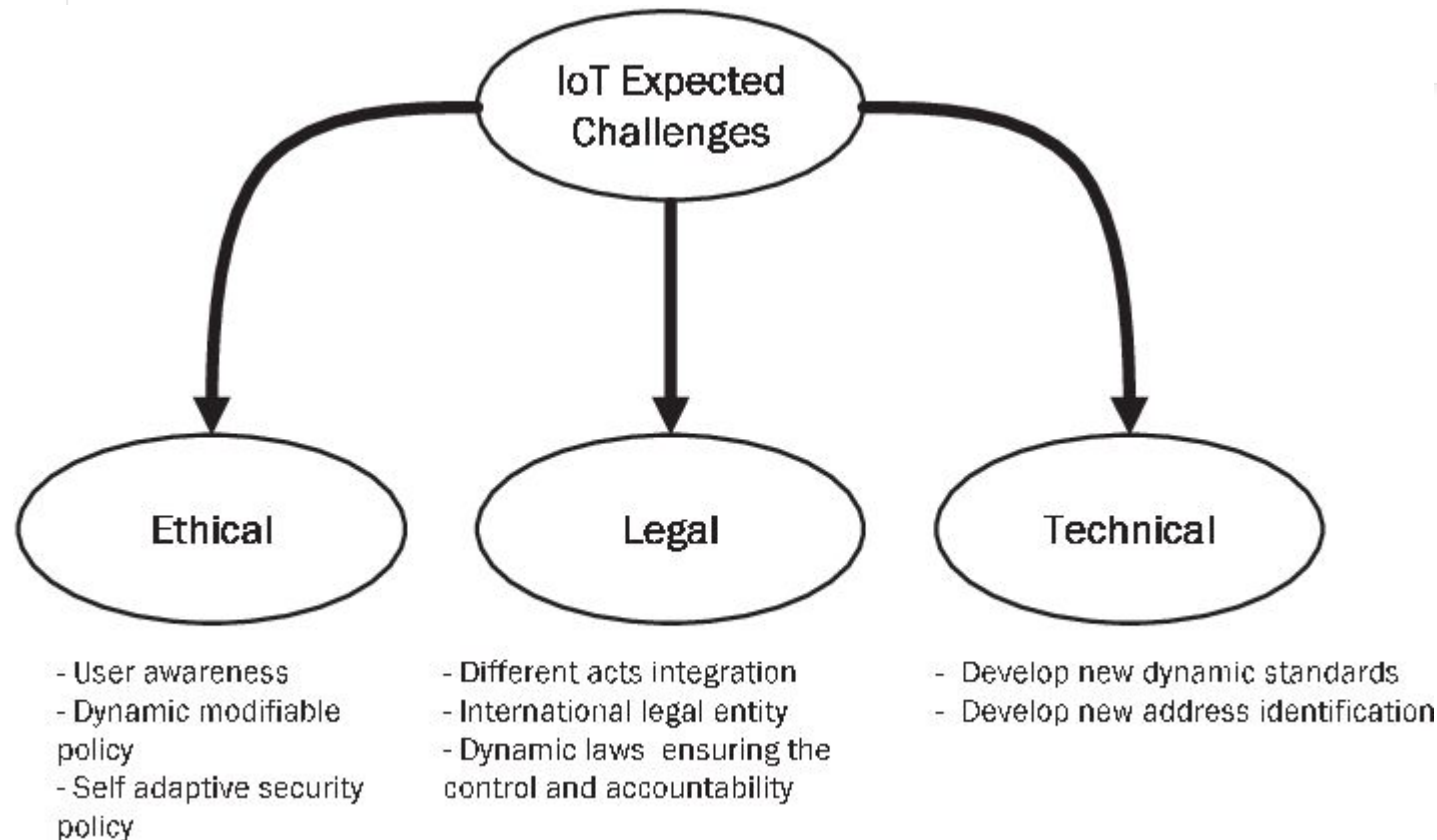 IoT Expected
Challenges
Ethical
Legal
Technical
- User awareness
- Dynamic modifiable
policy
- Self adaptive security
policy
- Different acts integration
- International legal entity
- Dynamic laws ensuring the
control and accountability
- Develop new dynamic standards
- Develop new address identification